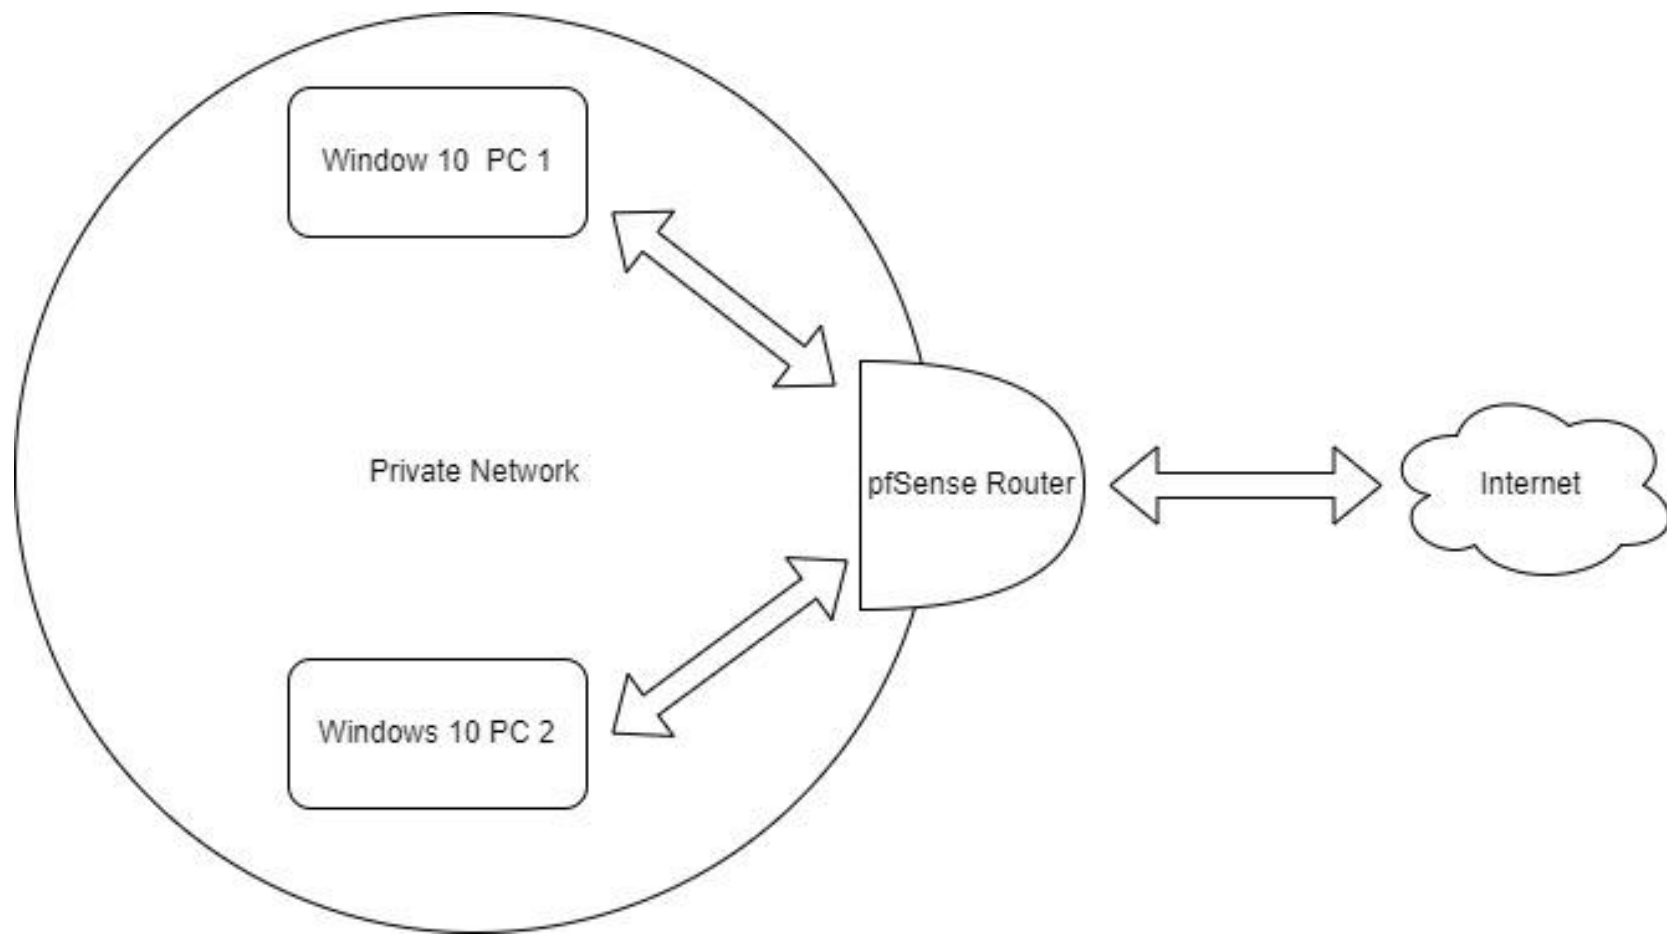 Window 10  PC 1
Private Network
pfSense Router
Internet
Windows 10 PC 2